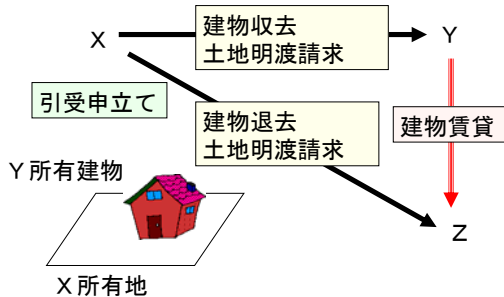 X
建物収去
土地明渡請求
Y
引受申立て
建物退去
土地明渡請求
建物賃貸
Y所有建物
Z
X所有地